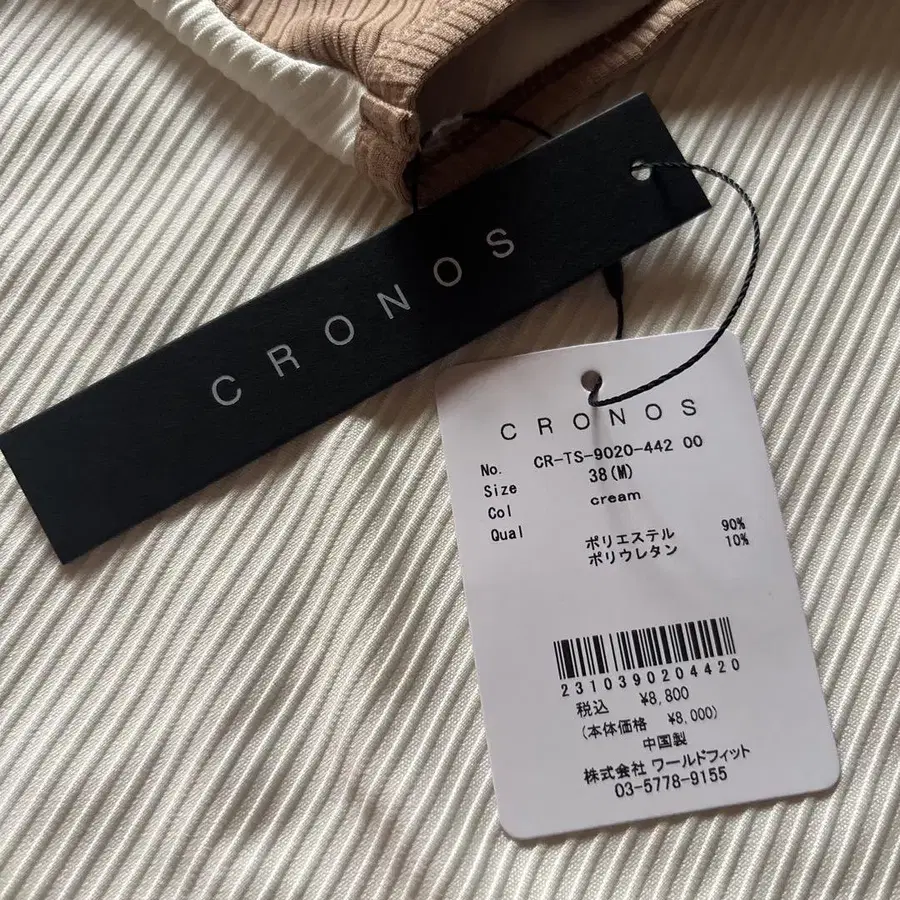 CRONOS
CRONOS
No. CR-TS-9020-442 00
Size 38(M)
Col cream
Qual ポリエステル 90%
ポリウレタン 10%
2310390204420
税込 ¥8,800
(本体価格 ¥8,000)
中国製
株式会社 ワールドフィット
03-5778-9155